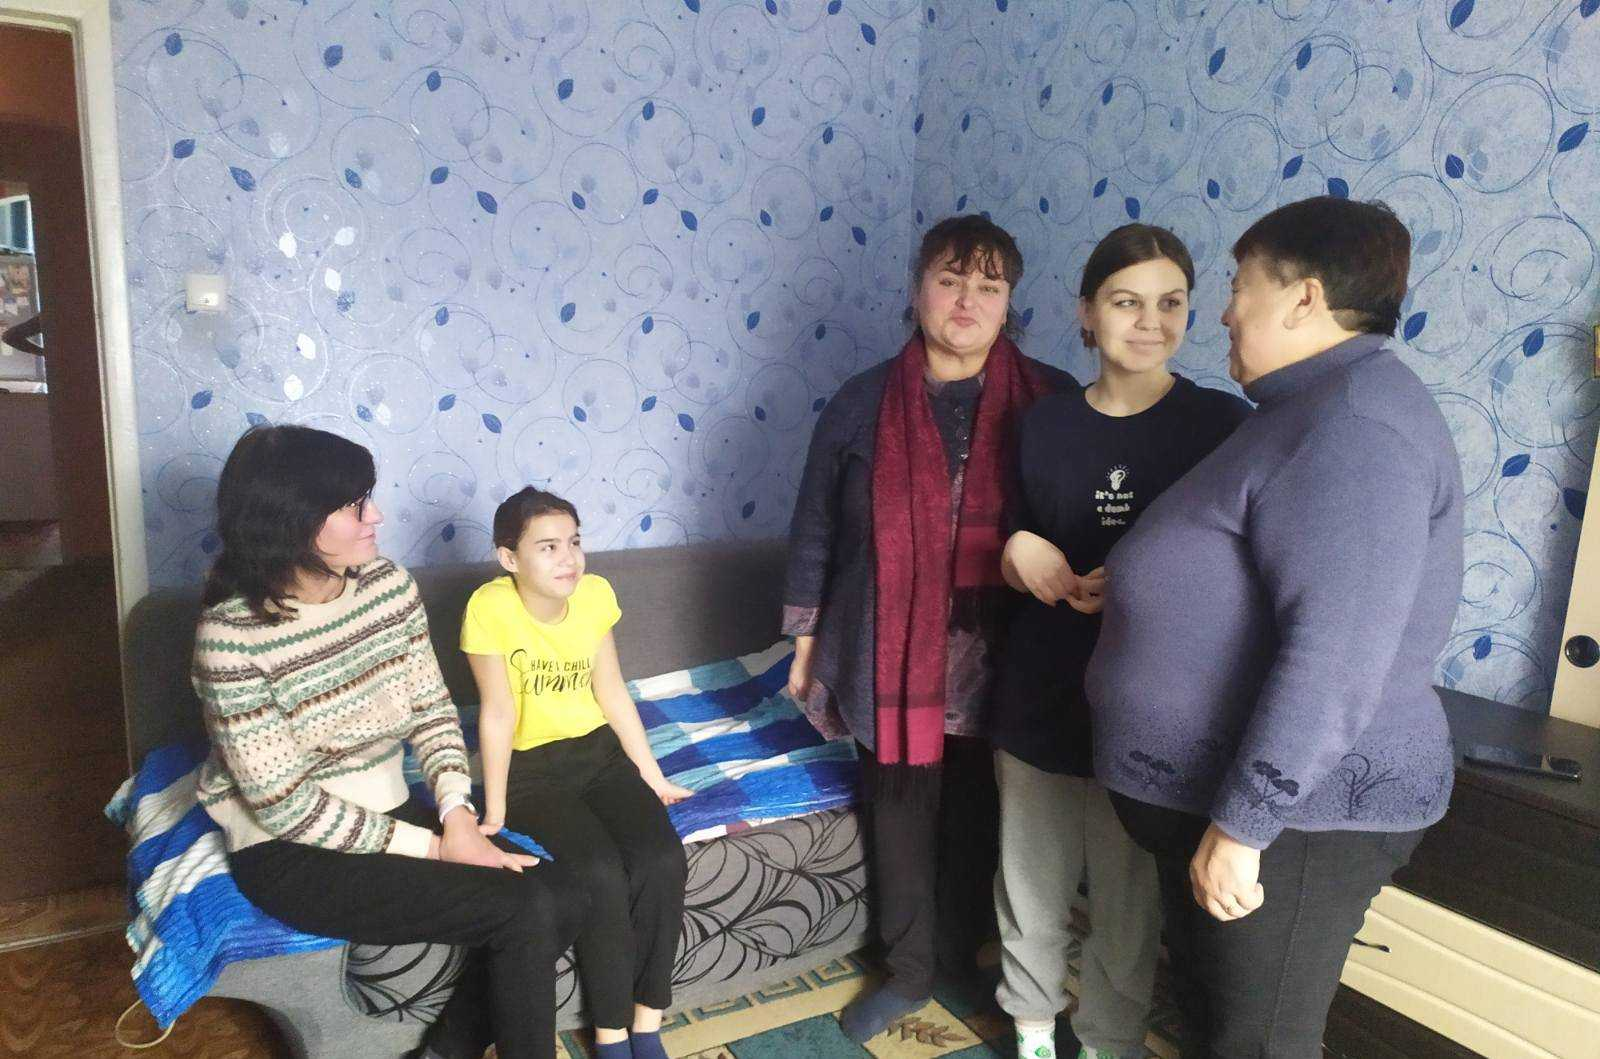 HAVE A CHILL
Summer
it's not
a dumb
idea.